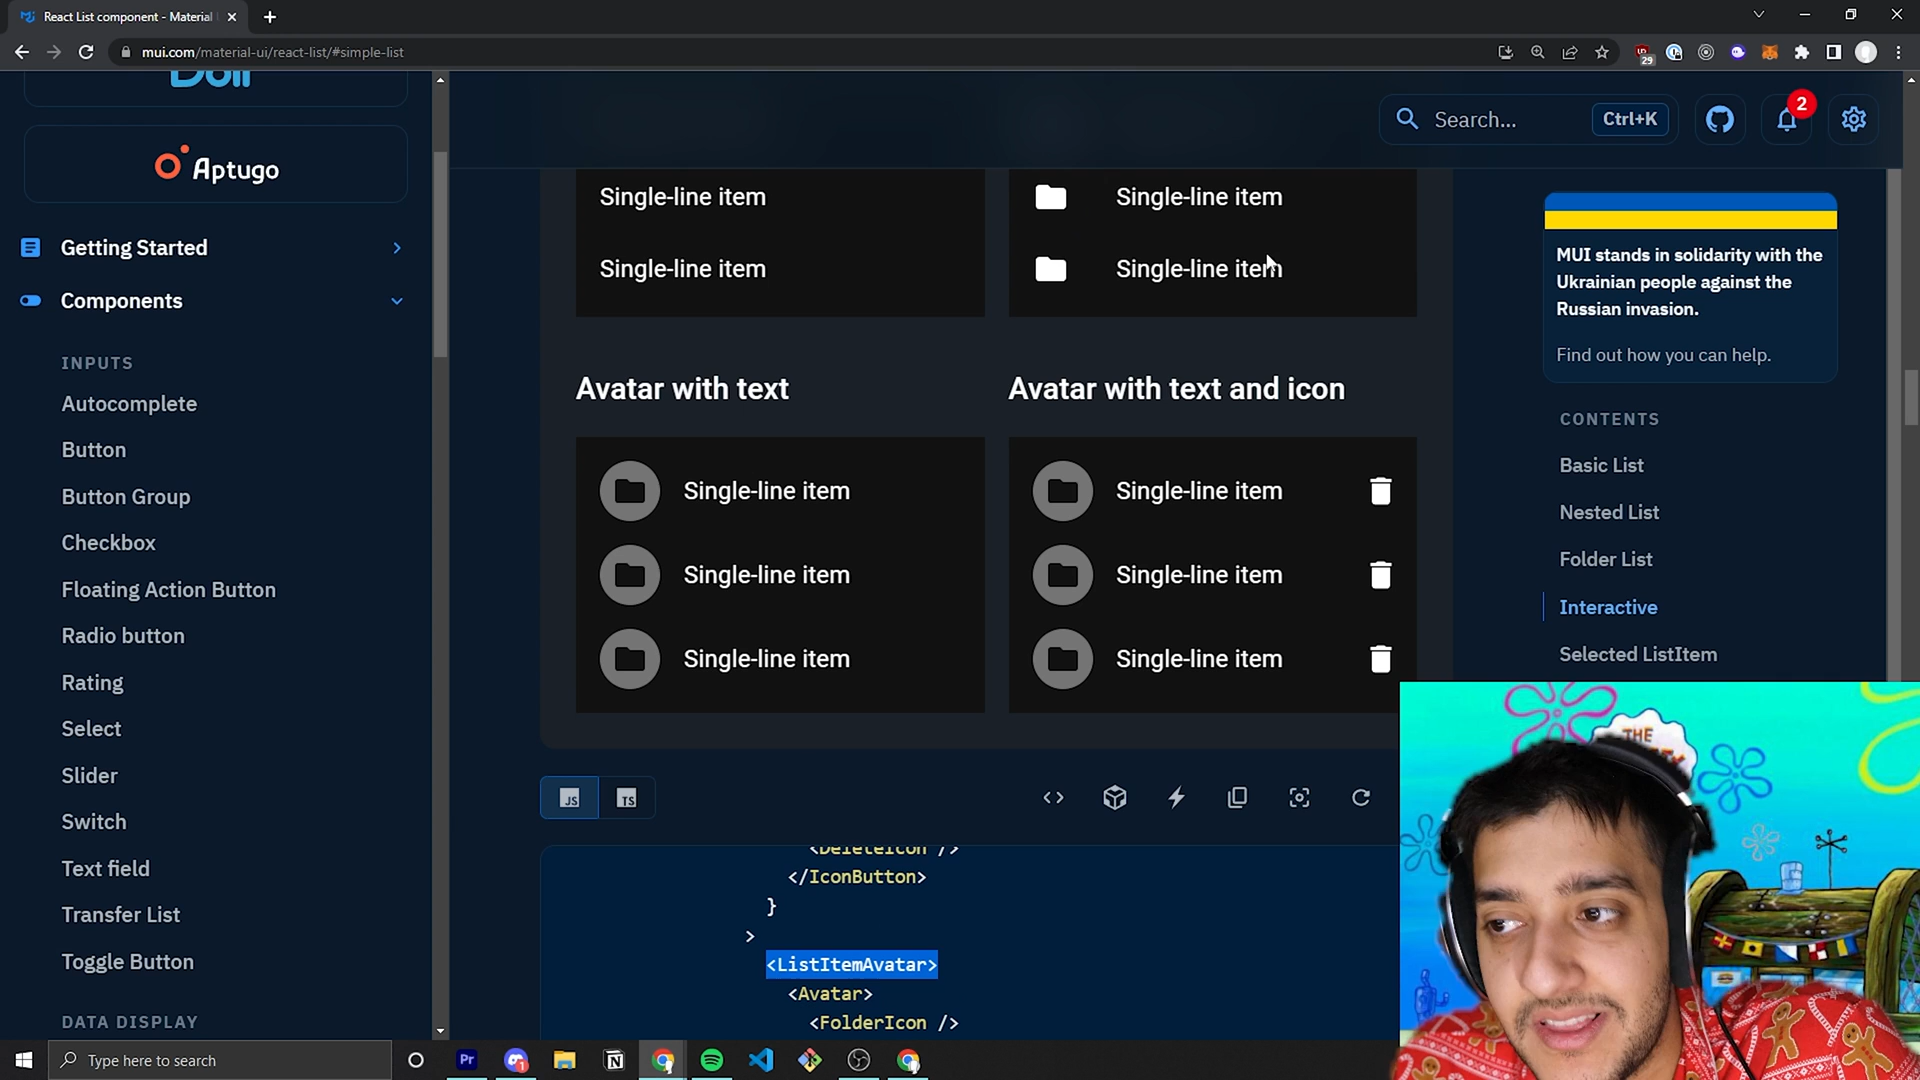 React List component - Material
mui.com/material-ui/react-list/#simple-list
29
Doit
Aptugo
Search...
Ctrl+K
2
Getting Started
Components
INPUTS
Autocomplete
Button
Button Group
Checkbox
Floating Action Button
Radio button
Rating
Select
Slider
Switch
Text field
Transfer List
Toggle Button
DATA DISPLAY
Single-line item
Single-line item
Single-line item
Single-line item
Avatar with text
Single-line item
Single-line item
Single-line item
Avatar with text and icon
Single-line item
Single-line item
Single-line item
JS
TS
<DeleteIcon />
</IconButton>
}
>
<ListItemAvatar>
<Avatar>
<FolderIcon />
MUI stands in solidarity with the
Ukrainian people against the
Russian invasion.
Find out how you can help.
CONTENTS
Basic List
Nested List
Folder List
Interactive
Selected ListItem
THE
Type here to search
Pr
1